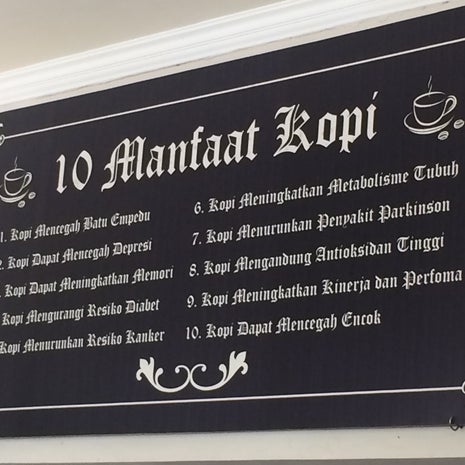 10 Manfaat Kopi
1. Kopi Mencegah Batu Empedu
2. Kopi Dapat Mencegah Depresi
Kopi Dapat Meningkatkan Memori
Kopi Mengurangi Resiko Diabet
Kopi Menurunkan Resiko Kanker
6. Kopi Meningkatkan Metabolisme Tubuh
7. Kopi Menurunkan Penyakit Parkinson
8. Kopi Mengandung Antioksidan Tinggi
9. Kopi Meningkatkan Kinerja dan Perfoma
10. Kopi Dapat Mencegah Encok